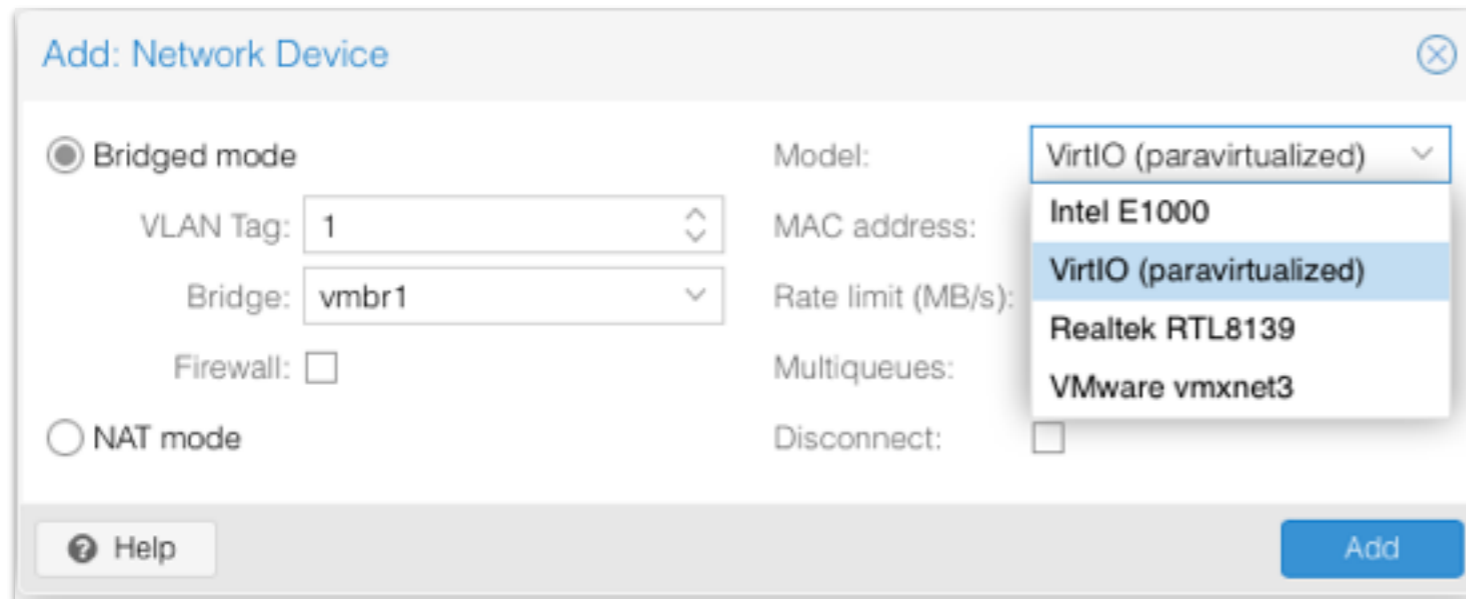 Add: Network Device
Bridged mode
VLAN Tag: 1
Bridge: vmbr1
Firewall:
NAT mode
Model: VirtIO (paravirtualized)
MAC address:
Rate limit (MB/s):
Multiqueues:
Disconnect:
Intel E1000
VirtIO (paravirtualized)
Realtek RTL8139
VMware vmxnet3
Help
Add